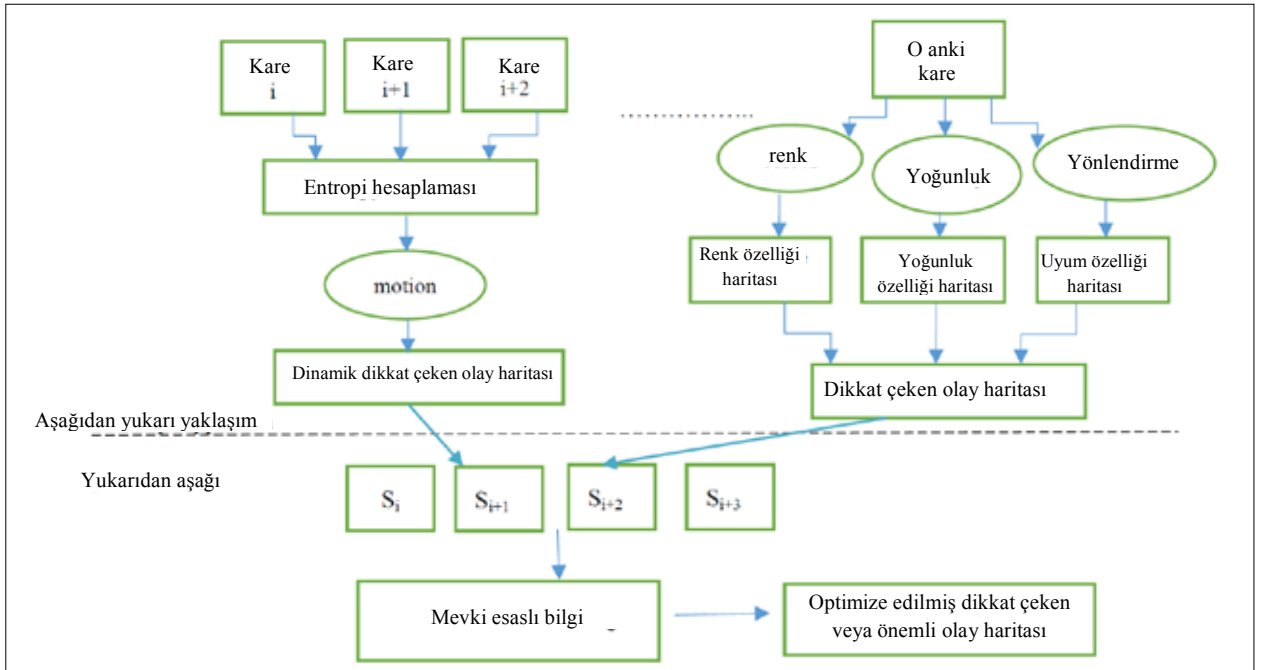 Kare
i
Kare
i+1
Kare
i+2
O anki
kare
renk
Yoğunluk
Yönlendirme
Entropi hesaplaması
Renk özelliği
haritası
Yoğunluk
özelliği haritası
Uyum özelliği
haritası
motion
Dinamik dikkat çeken olay haritası
Dikkat çeken olay haritası
Aşağıdan yukarı yaklaşım
Yukarıdan aşağı
Si
Si+1
Si+2
Si+3
Mevki esaslı bilgi
Optimize edilmiş dikkat çeken
veya önemli olay haritası